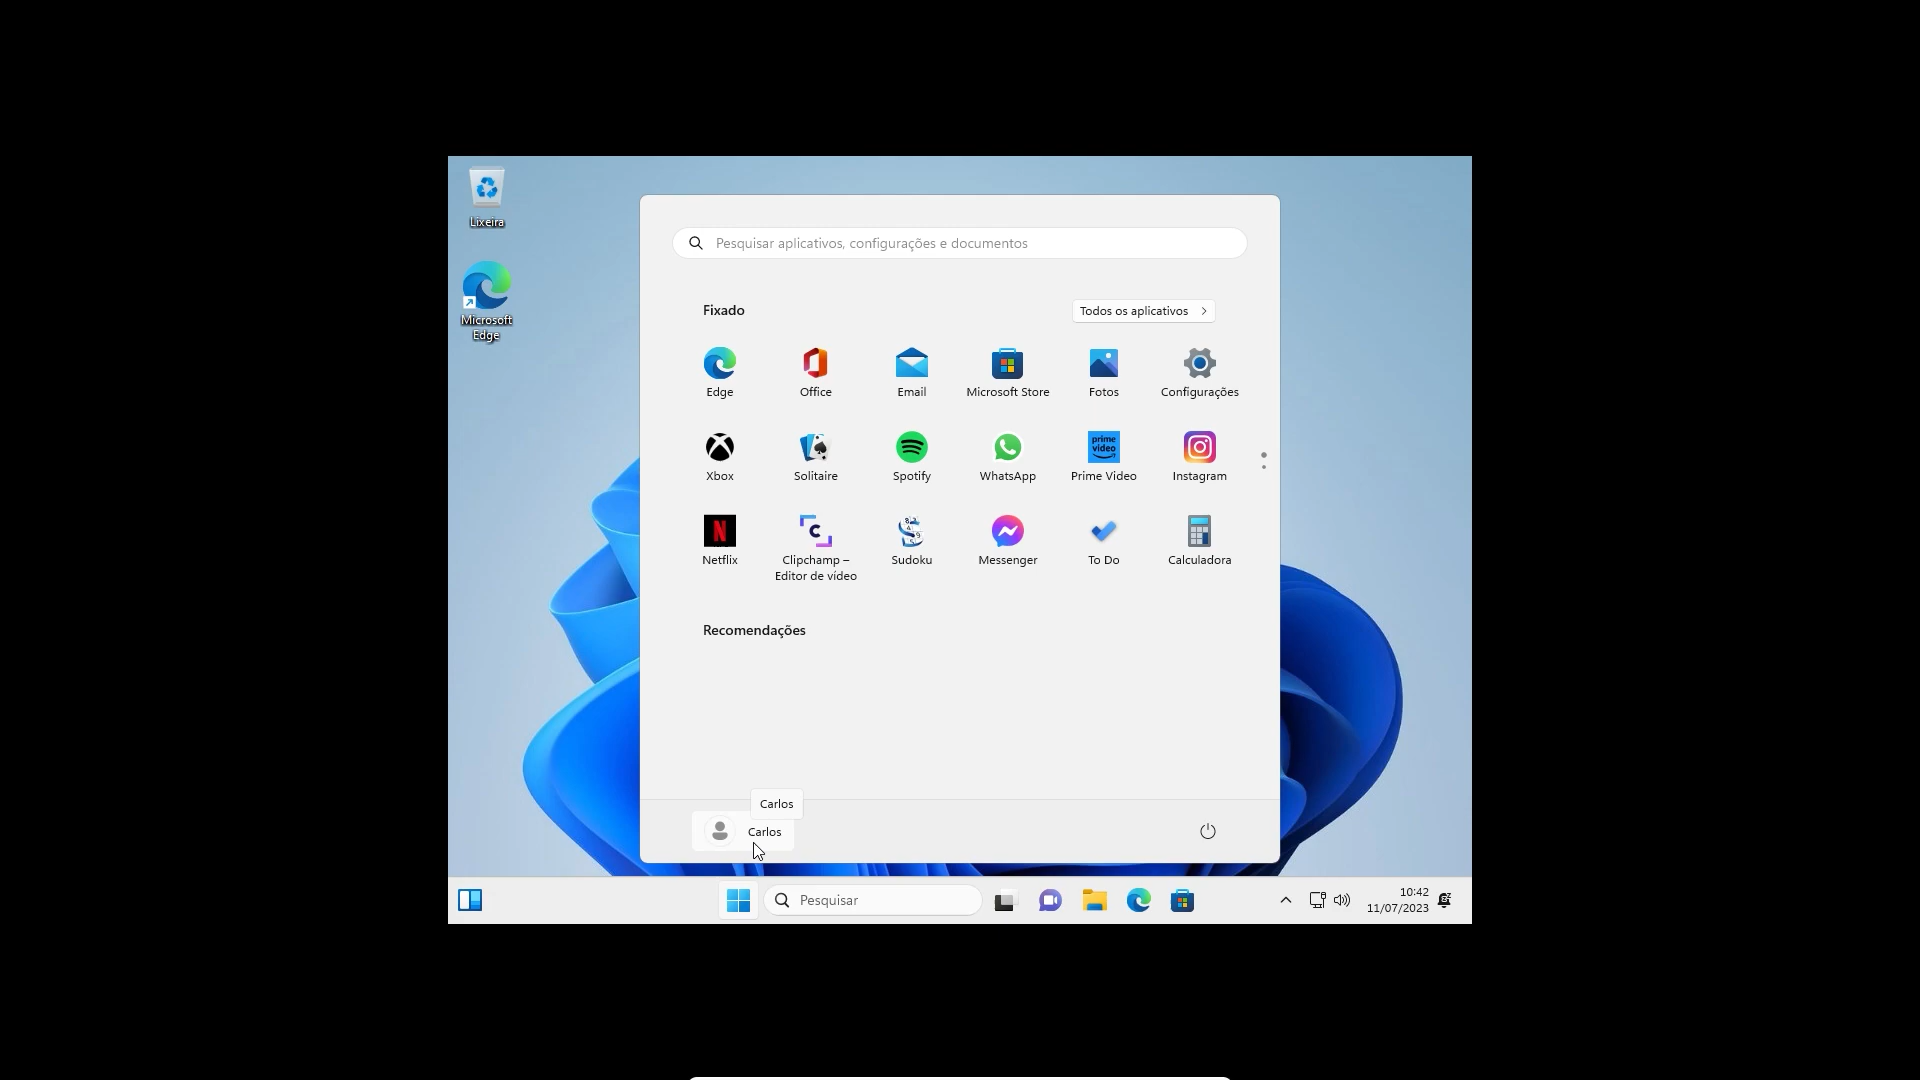 Lixeira
Microsoft
Edge
Pesquisar aplicativos, configurações e documentos
Fixado
Todos os aplicativos
Edge
Office
Email
Microsoft Store
Fotos
Configurações
Xbox
Solitaire
Spotify
WhatsApp
prime
video
Prime Video
Instagram
Netflix
Clipchamp –
Editor de vídeo
Sudoku
Messenger
To Do
Calculadora
Recomendações
Carlos
Carlos
Pesquisar
10:42
11/07/2023